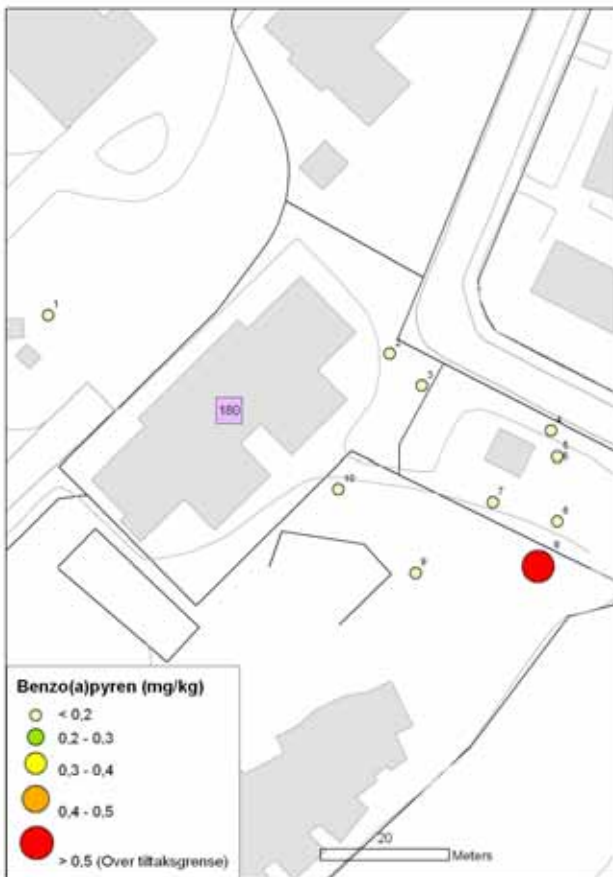 1
2
3
180
4
5
6
10
7
8
9
Benzo(a)pyren (mg/kg)
< 0,2
0,2 - 0,3
0,3 - 0,4
0,4 - 0,5
> 0,5 (Over tiltaksgrense)
20
Meters